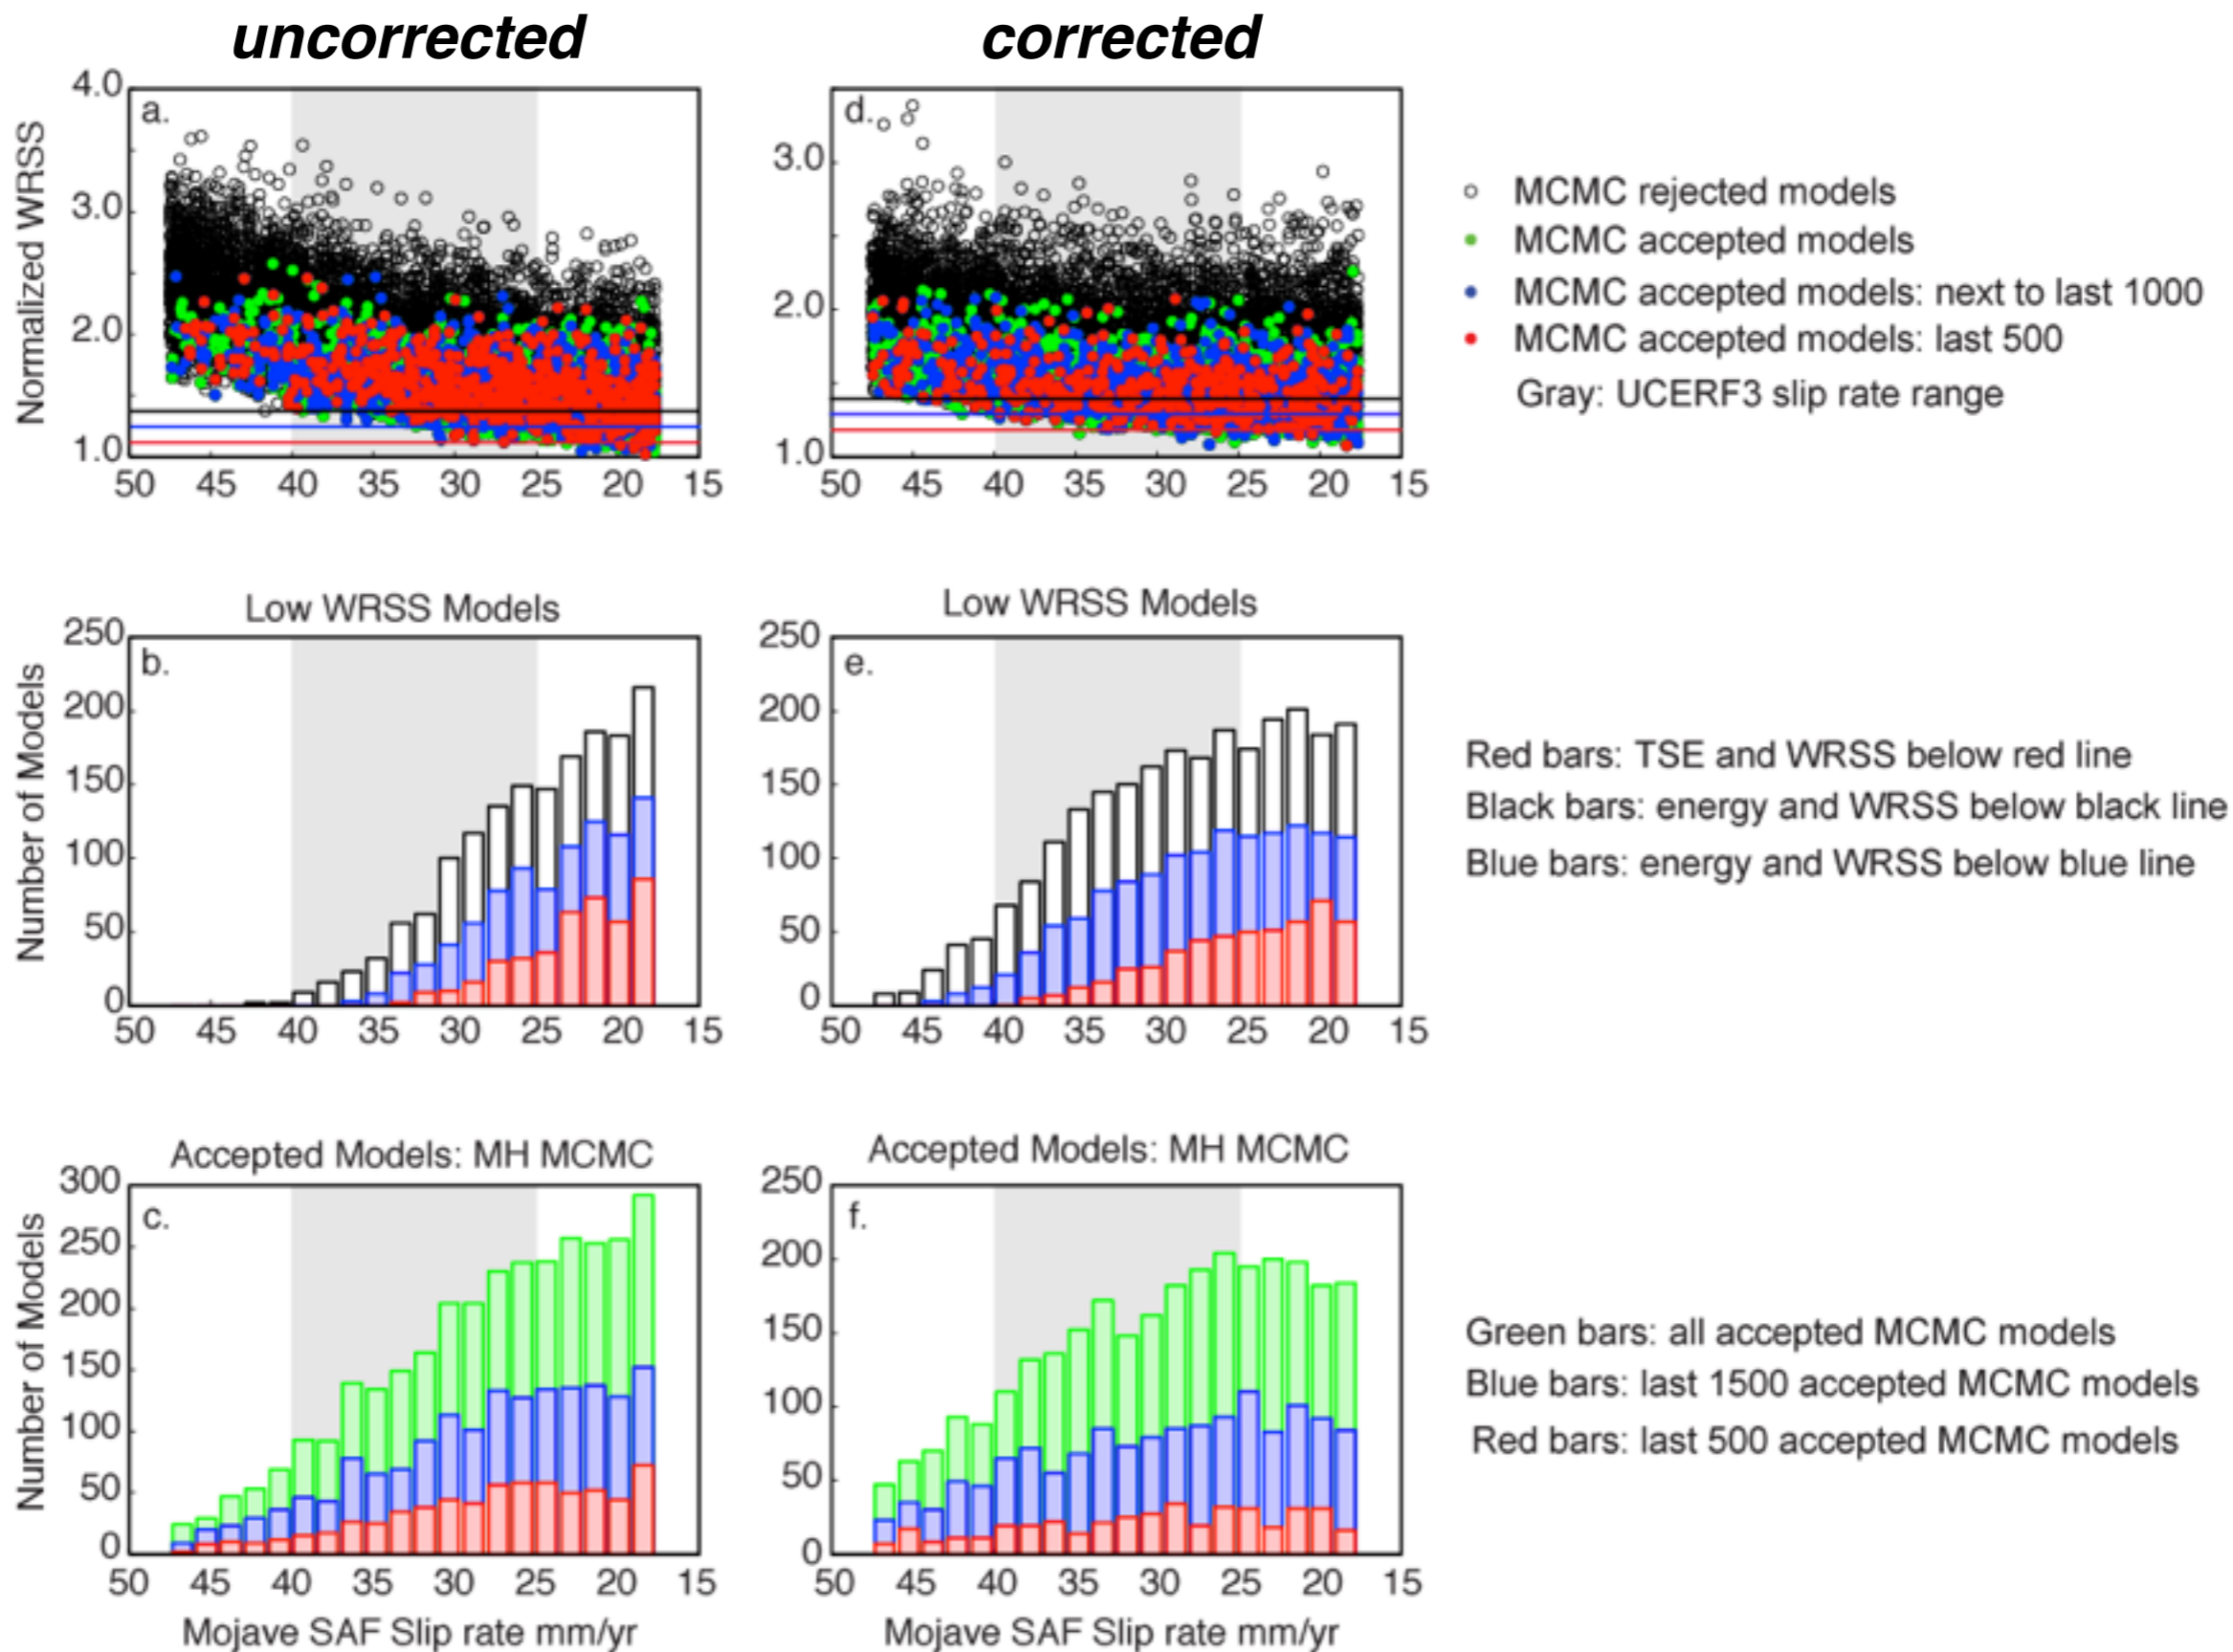 uncorrected
corrected
a.
d.
Normalized WRSS
4.0
3.0
2.0
1.0
3.0
2.0
1.0
50 45 40 35 30 25 20 15
50 45 40 35 30 25 20 15
MCMC rejected models
MCMC accepted models
MCMC accepted models: next to last 1000
MCMC accepted models: last 500
Gray: UCERF3 slip rate range
Low WRSS Models
Low WRSS Models
b.
e.
Number of Models
250
200
150
100
50
0
250
200
150
100
50
0
50 45 40 35 30 25 20 15
50 45 40 35 30 25 20 15
Red bars: TSE and WRSS below red line
Black bars: energy and WRSS below black line
Blue bars: energy and WRSS below blue line
Accepted Models: MH MCMC
Accepted Models: MH MCMC
c.
f.
Number of Models
300
250
200
150
100
50
0
250
200
150
100
50
0
50 45 40 35 30 25 20 15
50 45 40 35 30 25 20 15
Mojave SAF Slip rate mm/yr
Mojave SAF Slip rate mm/yr
Green bars: all accepted MCMC models
Blue bars: last 1500 accepted MCMC models
Red bars: last 500 accepted MCMC models